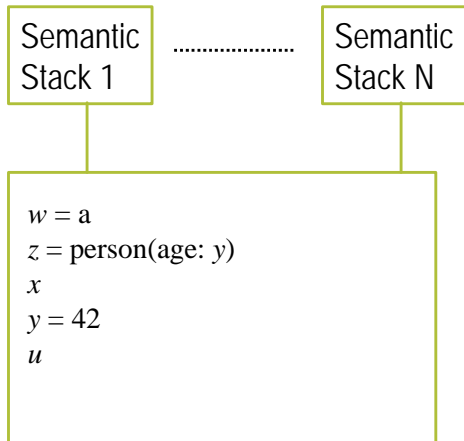 Semantic
Stack 1
.....................
Semantic
Stack N
w = a
z = person(age: y)
x
y = 42
u